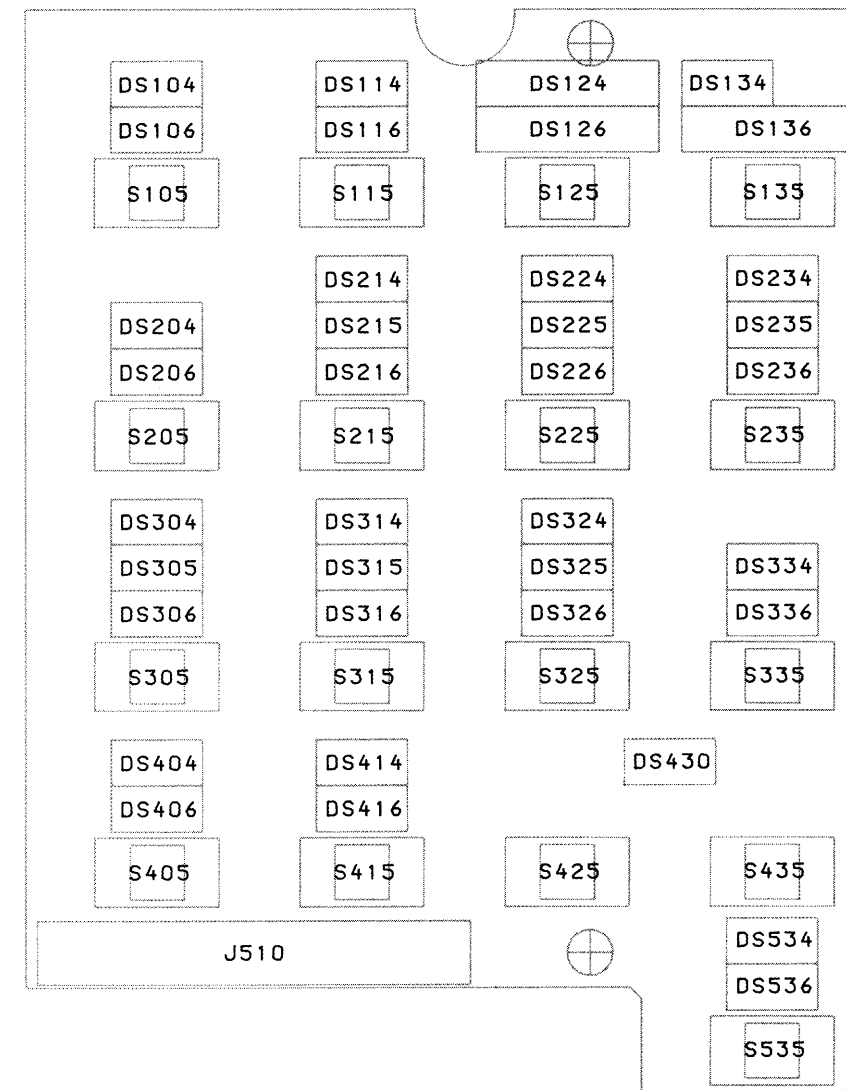 DS104 DS114 DS124 DS134
DS106 DS116 DS126 DS136
S105 S115 S125 S135
DS214 DS224 DS234
DS204 DS215 DS225 DS235
DS206 DS216 DS226 DS236
S205 S215 S225 S235
DS304 DS314 DS324
DS305 DS315 DS325 DS334
DS306 DS316 DS326 DS336
S305 S315 S325 S335
DS404 DS414 DS430
DS406 DS416
S405 S415 S425 S435
DS534
J510
DS536
S535